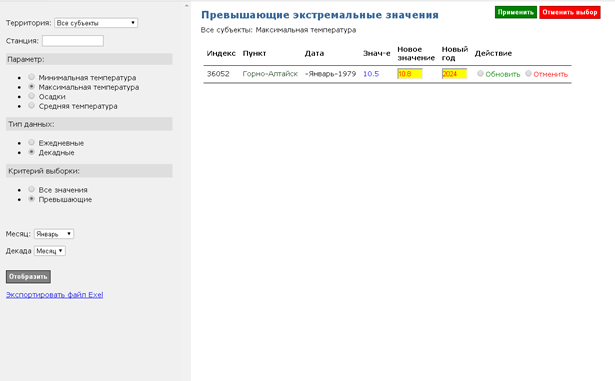 Территория: Все субъекты
Станция:
Параметр:
Минимальная температура
Максимальная температура
Осадки
Средняя температура
Тип данных:
Ежедневные
Декадные
Критерий выборки:
Все значения
Превышающие
Месяц: Январь
Декада Месяц
Отобразить
Экспортировать файл Exel
Превышающие экстремальные значения
Применить Отменить выбор
Все субъекты: Максимальная температура
Индекс Пункт Дата Знач-е Новое значение Новый год Действие
36052 Горно-Алтайск -Январь-1979 10.5 10.8 2024 Обновить Отменить